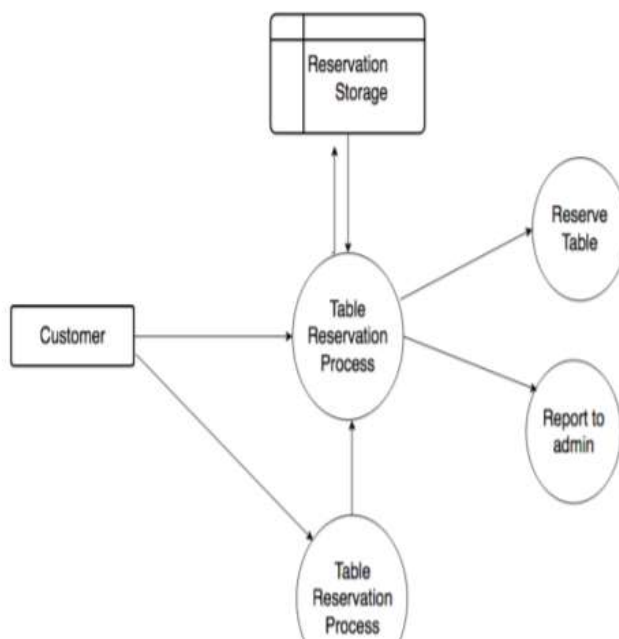 Reservation
Storage
Reserve
Table
Customer
Table
Reservation
Process
Report to
admin
Table
Reservation
Process